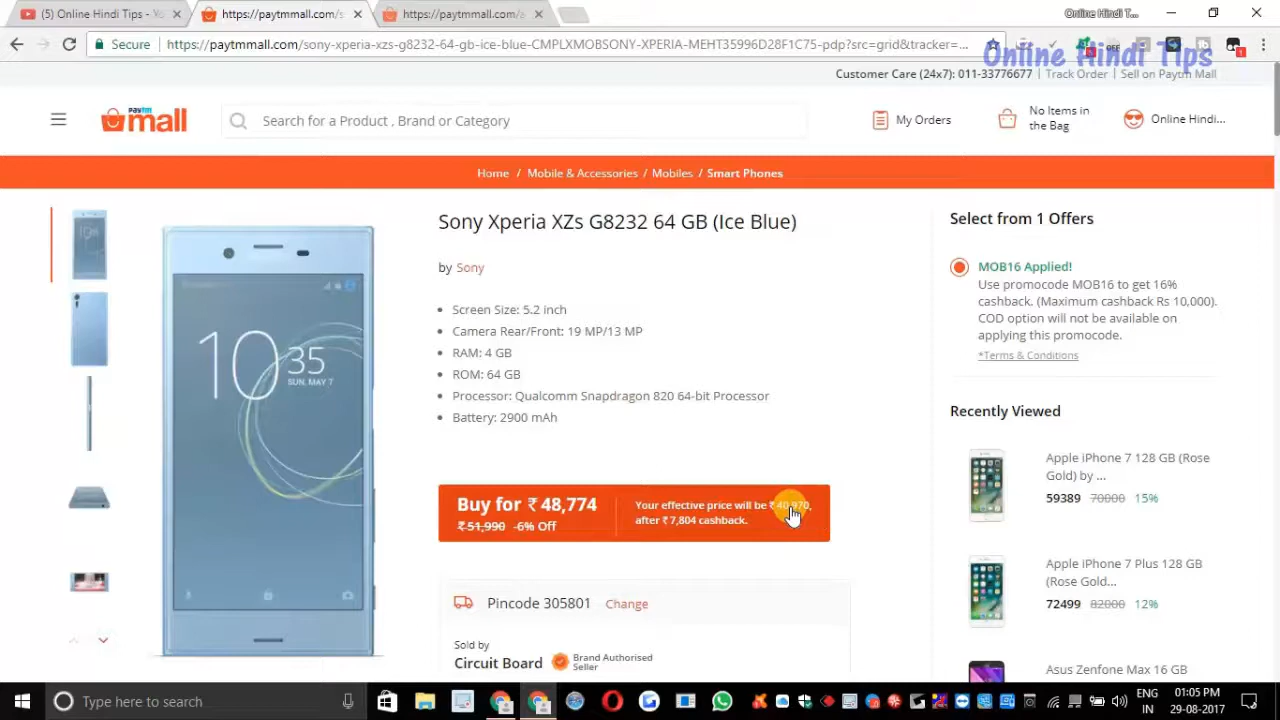 (5) Online Hindi Tips - Yo
https://paytmmall.com/s
https://paytmmall.com/
Online Hindi T...
Secure
https://paytmmall.com/sony-xperia-xzs-g8232-64-gb-ice-blue-CMPLXMOBSONY-XPERIA-MEHT35996D28F1C75-pdp?src=grid&tracker=...
Online Hindi Tips
Customer Care (24x7): 011-33776677 | Track Order | Sell on Paytm Mall
paytm
mall
Search for a Product , Brand or Category
My Orders
No Items in
the Bag
Online Hindi...
Home / Mobile & Accessories / Mobiles / Smart Phones
Sony Xperia XZs G8232 64 GB (Ice Blue)
by Sony
Screen Size: 5.2 inch
Camera Rear/Front: 19 MP/13 MP
RAM: 4 GB
ROM: 64 GB
Processor: Qualcomm Snapdragon 820 64-bit Processor
Battery: 2900 mAh
10 35
SUN, MAY 7
Buy for ₹ 48,774
₹ 51,990 -6% Off
Your effective price will be ₹ 40,970,
after ₹ 7,804 cashback.
Pincode 305801 Change
Sold by
Circuit Board
Brand Authorised
Seller
Select from 1 Offers
MOB16 Applied!
Use promocode MOB16 to get 16%
cashback. (Maximum cashback Rs 10,000).
COD option will not be available on
applying this promocode.
*Terms & Conditions
Recently Viewed
Apple iPhone 7 128 GB (Rose
Gold) by ...
59389 70000 15%
Apple iPhone 7 Plus 128 GB
(Rose Gold...
72499 82000 12%
Asus Zenfone Max 16 GB
Type here to search
ENG
IN
01:05 PM
29-08-2017